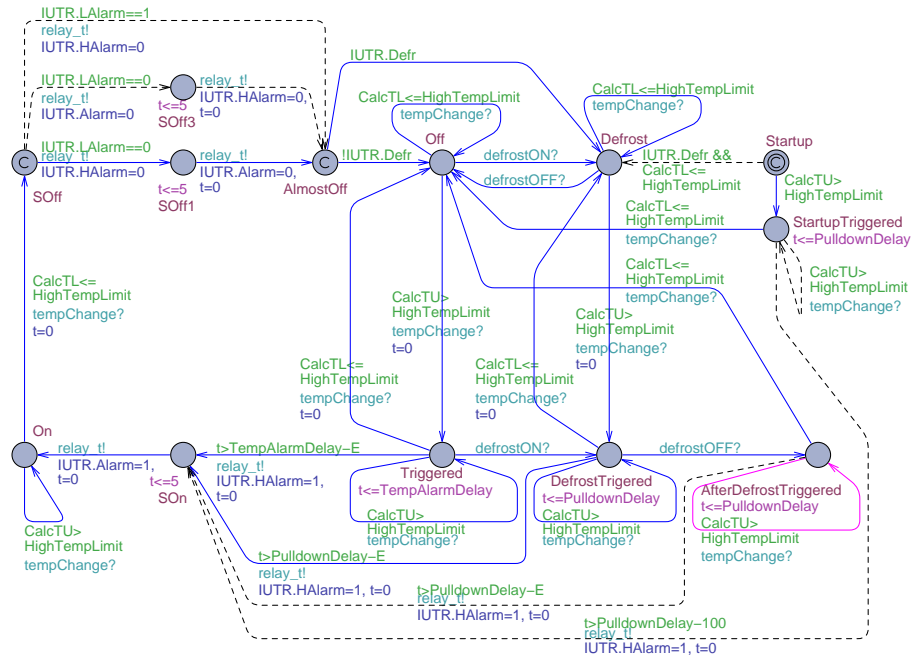 IUTR.LAlarm==1
relay_t!
IUTR.HAlarm=0
IUTR.LAlarm==0
relay_t!
IUTR.Alarm=0
t<=5
SOff3
relay_t!
IUTR.HAlarm=0,
t=0
IUTR.Defr
CalcTL<=HighTempLimit
tempChange?
Off
CalcTL<=HighTempLimit
tempChange?
Defrost
Startup
C
IUTR.LAlarm==0
relay_t!
IUTR.HAlarm=0
C
SOff
t<=5
SOff1
relay_t!
IUTR.Alarm=0,
t=0
C
AlmostOff
!IUTR.Defr
defrostON?
defrostOFF?
IUTR.Defr &&
CalcTL<=
HighTempLimit
CalcTU>
HighTempLimit
StartupTriggered
t<=PulldownDelay
CalcTL<=
HighTempLimit
tempChange?
CalcTL<=
HighTempLimit
tempChange?
CalcTU>
HighTempLimit
tempChange?
CalcTL<=
HighTempLimit
tempChange?
t=0
CalcTU>
HighTempLimit
tempChange?
t=0
CalcTU>
HighTempLimit
tempChange?
t=0
CalcTL<=
HighTempLimit
tempChange?
t=0
CalcTL<=
HighTempLimit
tempChange?
t=0
On
relay_t!
IUTR.Alarm=1,
t=0
t<=5
SOn
t>TempAlarmDelay-E
relay_t!
IUTR.HAlarm=1,
t=0
Triggered
t<=TempAlarmDelay
defrostON?
DefrostTrigered
t<=PulldownDelay
defrostOFF?
AfterDefrostTriggered
t<=PulldownDelay
CalcTU>
HighTempLimit
tempChange?
CalcTU>
HighTempLimit
tempChange?
CalcTU>
HighTempLimit
tempChange?
CalcTU>
HighTempLimit
tempChange?
t>PulldownDelay-E
relay_t!
IUTR.HAlarm=1, t=0
t>PulldownDelay-E
relay_t!
IUTR.HAlarm=1, t=0
t>PulldownDelay-100
relay_t!
IUTR.HAlarm=1, t=0